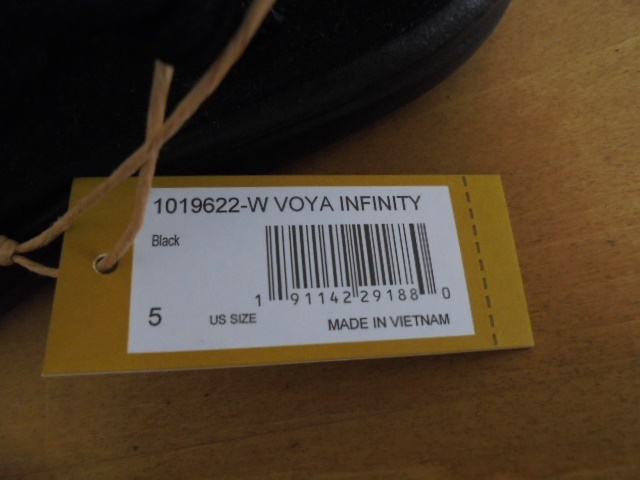 1019622-W VOYA INFINITY
Black
1 91142 29188 0
5 US SIZE MADE IN VIETNAM